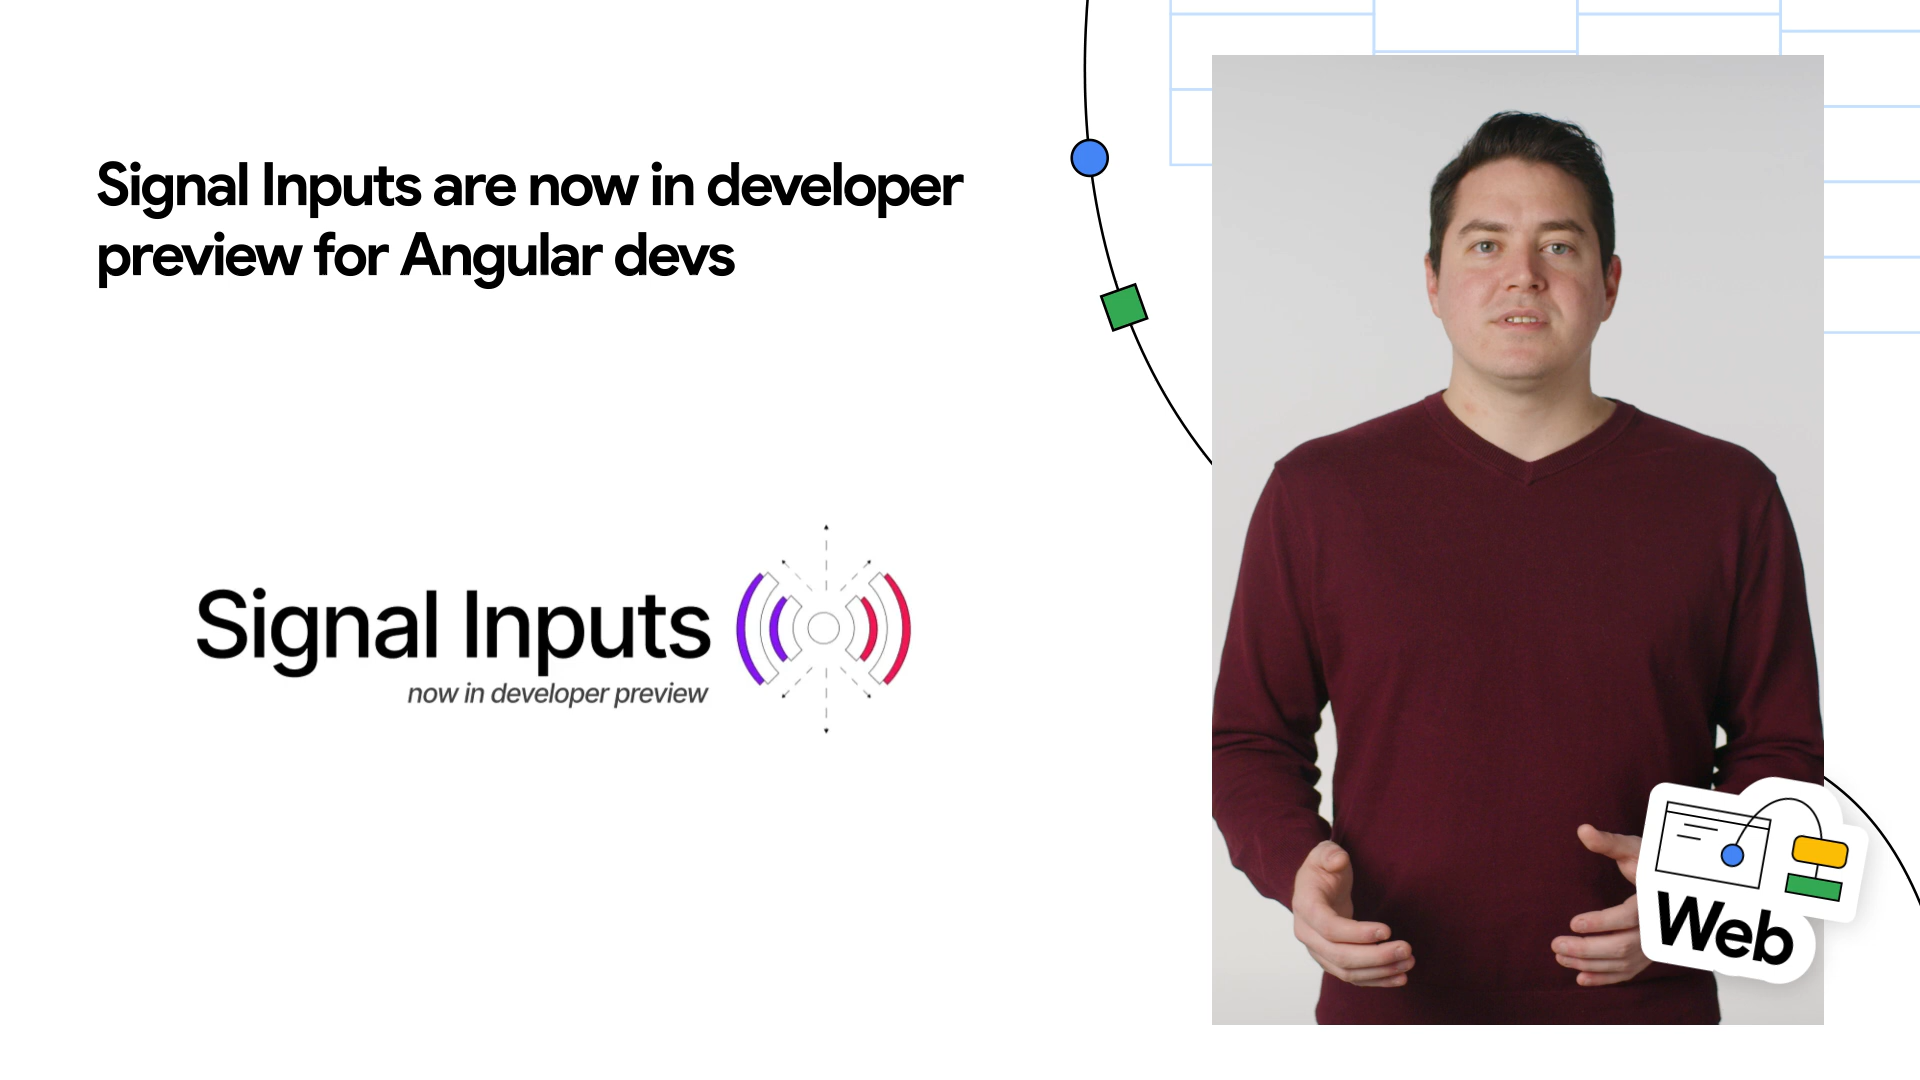 Signal Inputs are now in developer
preview for Angular devs
Signal Inputs
now in developer preview
Web